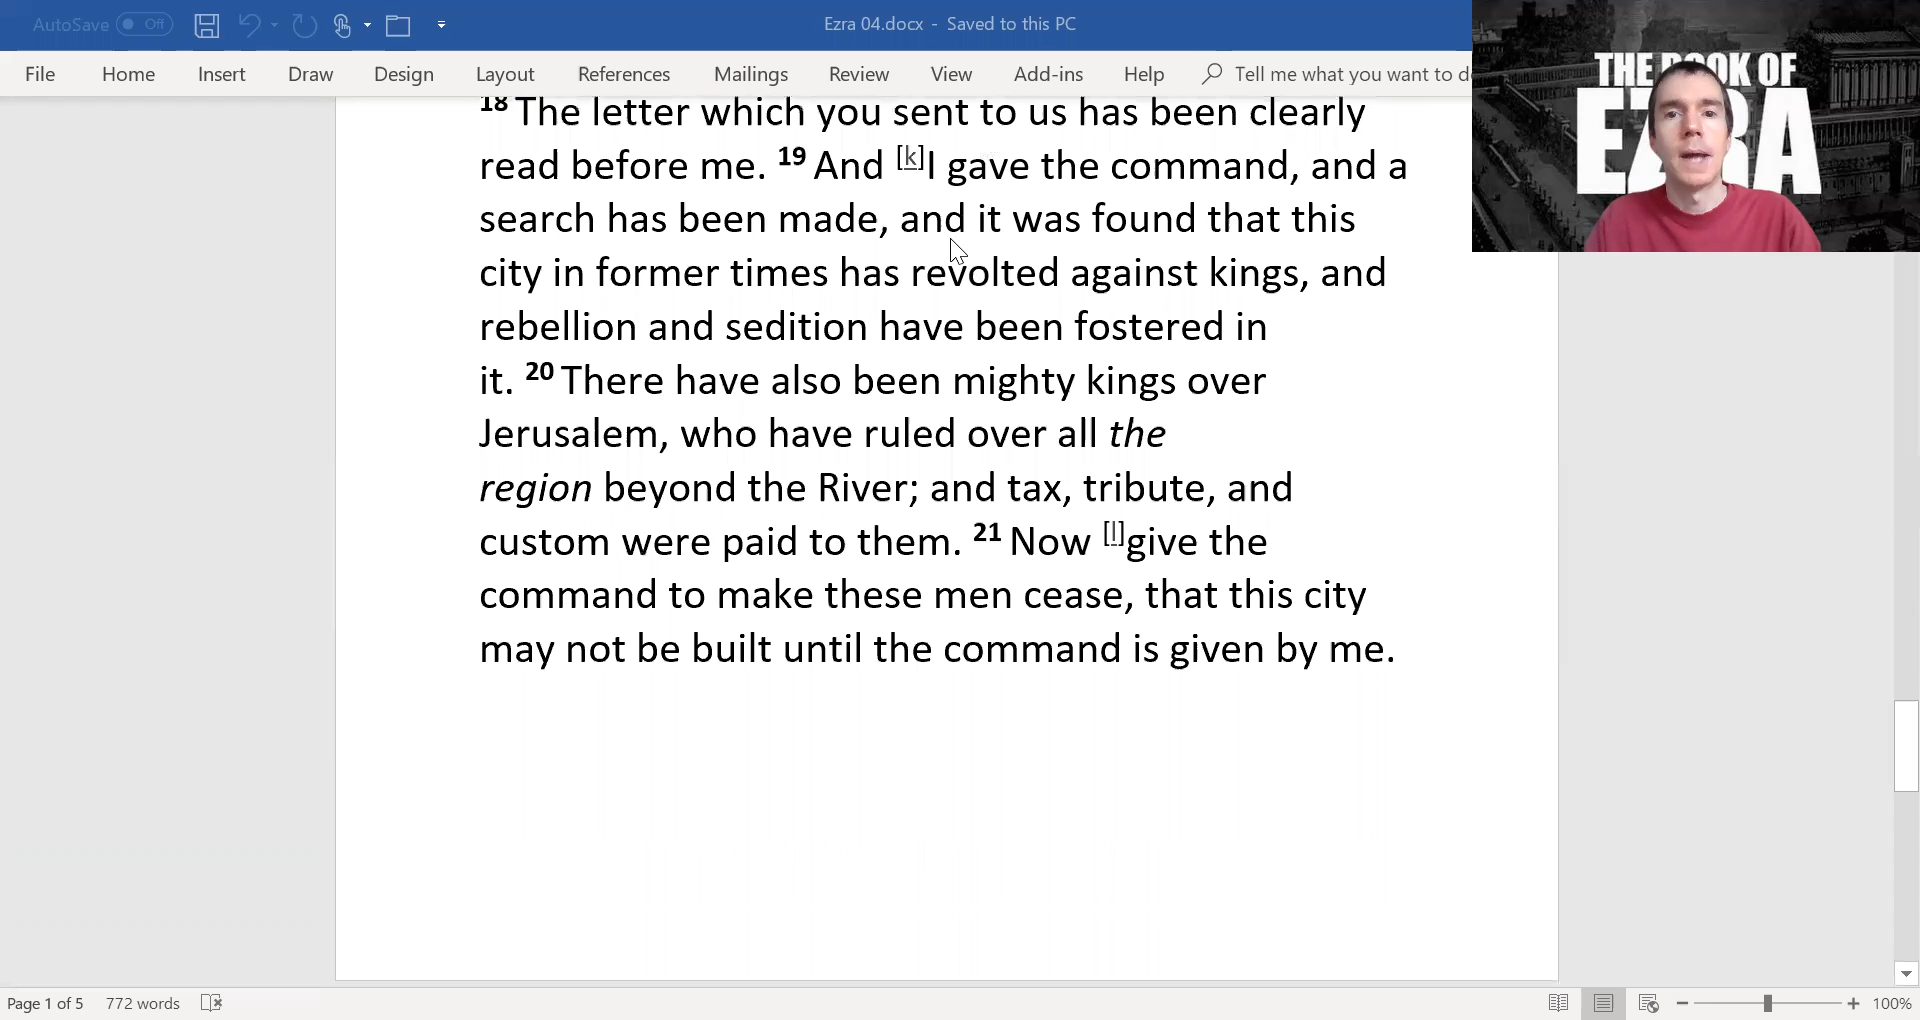 AutoSave Off Ezra 04.docx - Saved to this PC
File Home Insert Draw Design Layout References Mailings Review View Add-ins Help Tell me what you want to d
THE BOOK OF
EZRA
18 The letter which you sent to us has been clearly
read before me. 19 And [k]I gave the command, and a
search has been made, and it was found that this
city in former times has revolted against kings, and
rebellion and sedition have been fostered in
it. 20 There have also been mighty kings over
Jerusalem, who have ruled over all the
region beyond the River; and tax, tribute, and
custom were paid to them. 21 Now [l]give the
command to make these men cease, that this city
may not be built until the command is given by me.
Page 1 of 5 772 words 100%